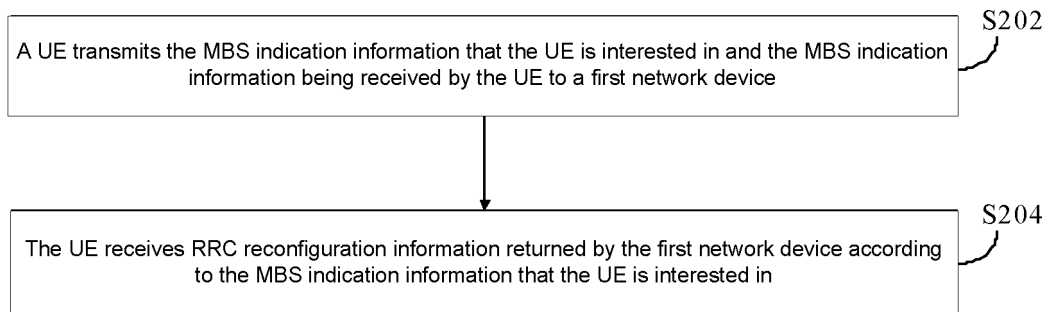 S202
A UE transmits the MBS indication information that the UE is interested in and the MBS indication
information being received by the UE to a first network device
S204
The UE receives RRC reconfiguration information returned by the first network device according
to the MBS indication information that the UE is interested in